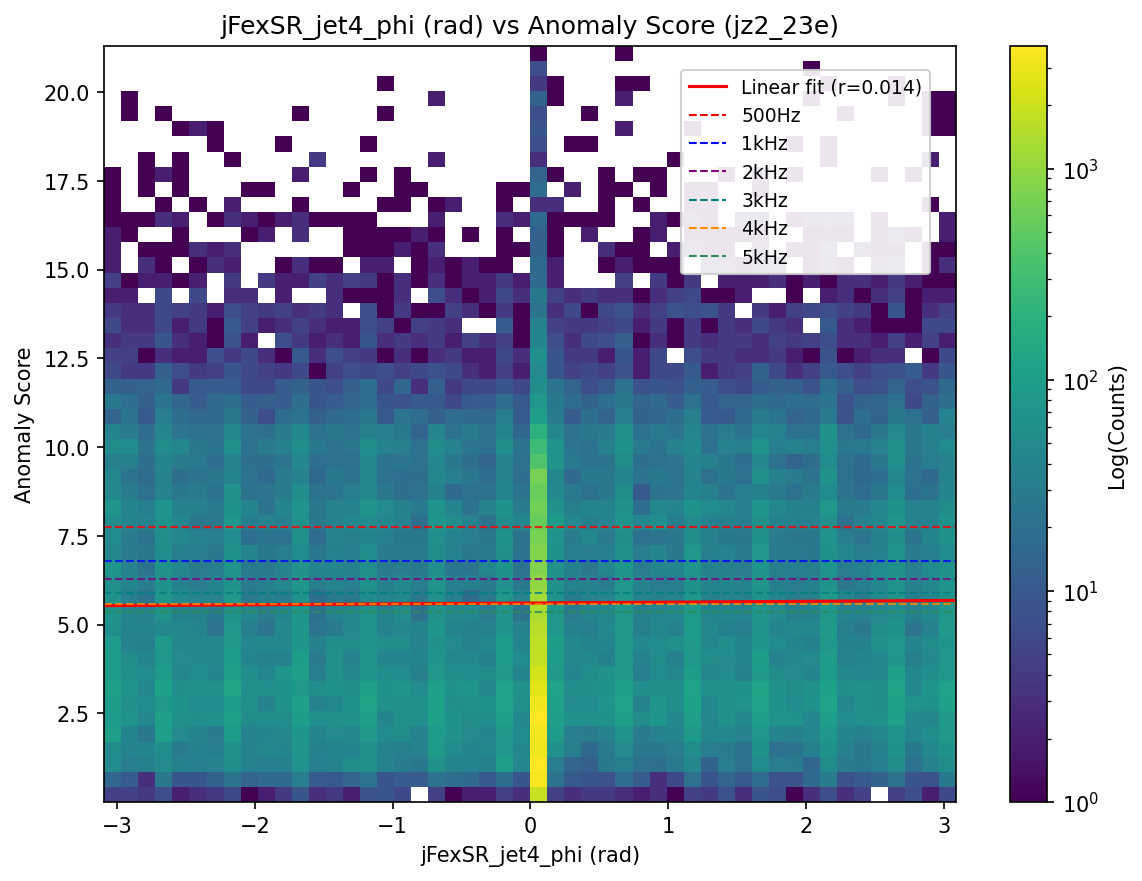 jFexSR_jet4_phi (rad) vs Anomaly Score (jz2_23e)
Linear fit (r=0.014)
500Hz
1kHz
2kHz
3kHz
4kHz
5kHz
20.0
17.5
15.0
12.5
10.0
7.5
5.0
2.5
Anomaly Score
−3
−2
−1
0
1
2
3
jFexSR_jet4_phi (rad)
10³
10²
10¹
10⁰
Log(Counts)